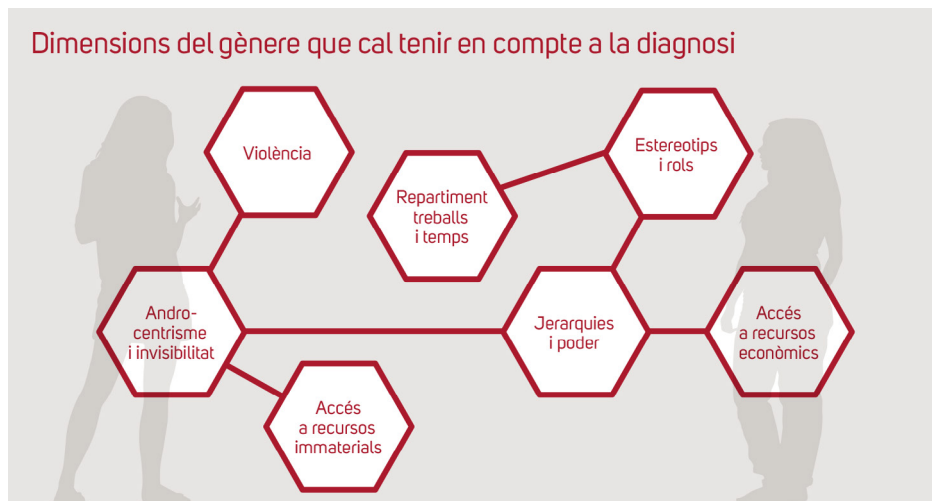 Dimensions del gènere que cal tenir en compte a la diagnosi
Violència
Estereotips
i rols
Repartiment
treballs
i temps
Andro-
centrisme
i invisibilitat
Jerarquies
i poder
Accés
a recursos
econòmics
Accés
a recursos
immaterials